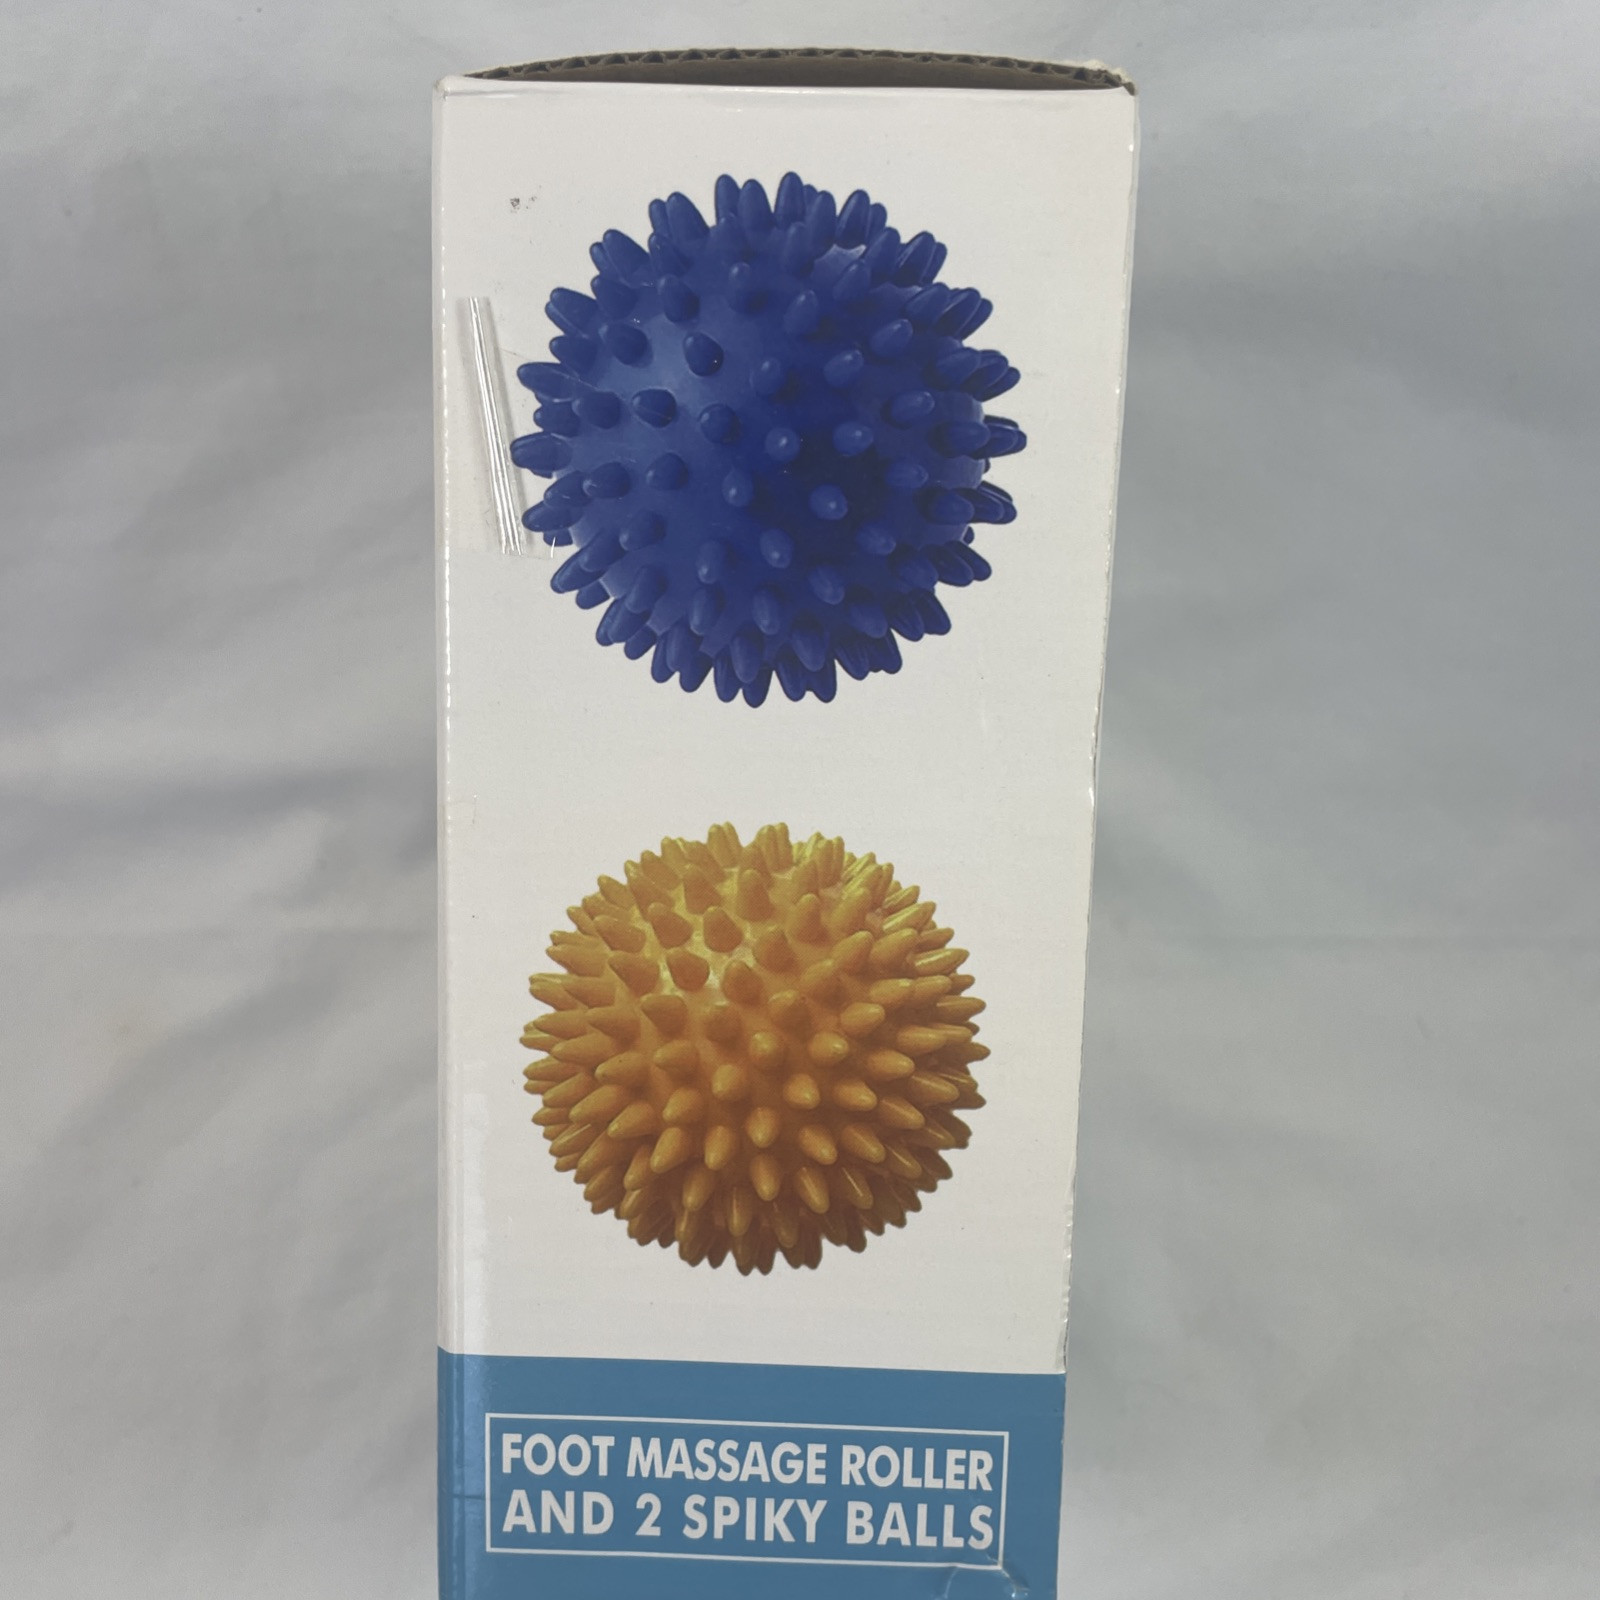 FOOT MASSAGE ROLLER
AND 2 SPIKY BALLS